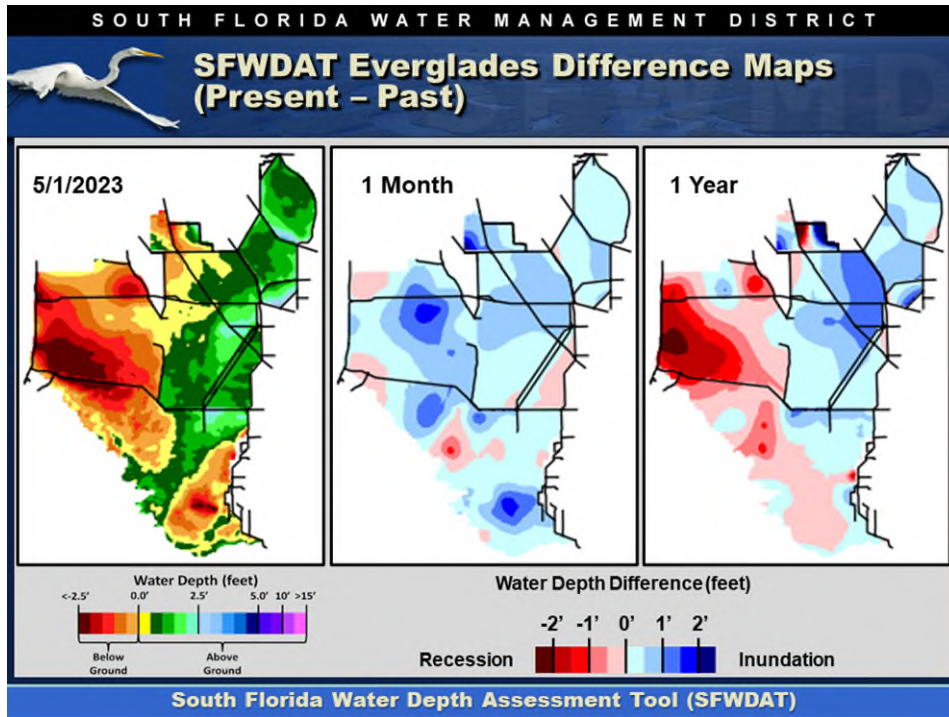 SOUTH FLORIDA WATER MANAGEMENT DISTRICT
SFWDAT Everglades Difference Maps
(Present – Past)
5/1/2023
1 Month
1 Year
Water Depth (feet)
<-2.5' 0.0' 2.5' 5.0' 10' >15'
Below
Ground
Above
Ground
Water Depth Difference (feet)
-2' -1' 0' 1' 2'
Recession
Inundation
South Florida Water Depth Assessment Tool (SFWDAT)